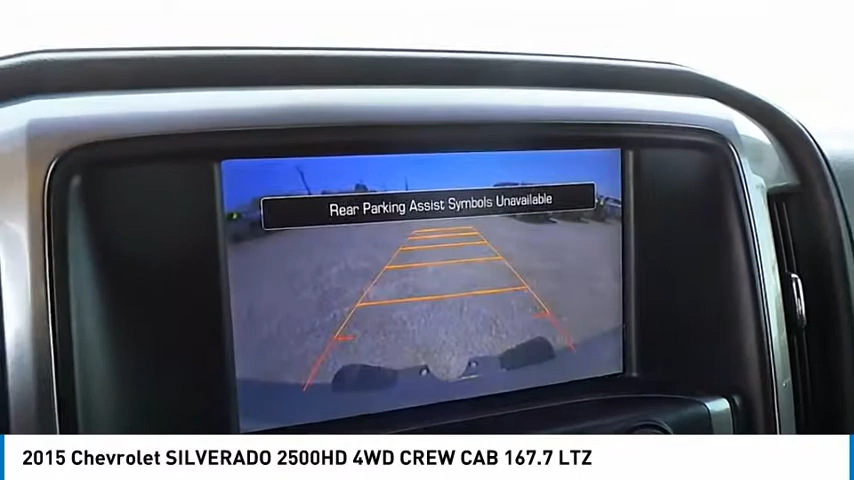 Rear Parking Assist Symbols Unavailable
2015 Chevrolet SILVERADO 2500HD 4WD CREW CAB 167.7 LTZ